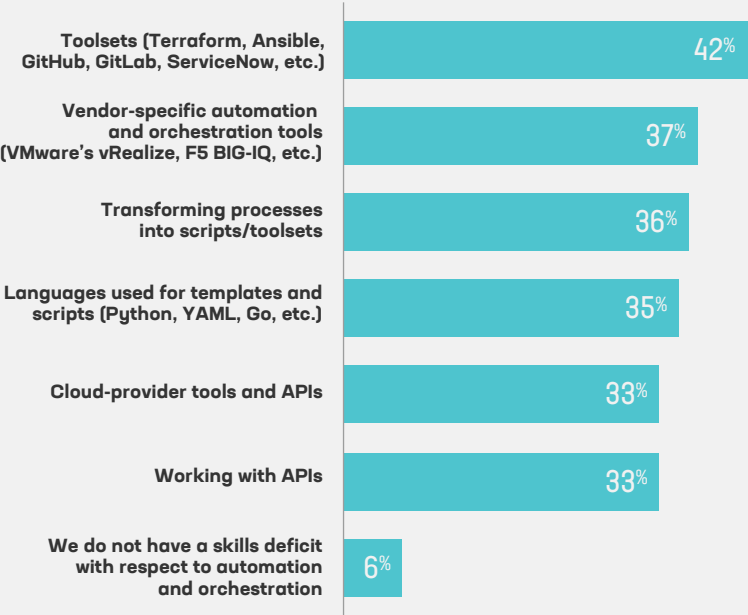 Toolsets (Terraform, Ansible,
GitHub, GitLab, ServiceNow, etc.)
42%
Vendor-specific automation
and orchestration tools
(VMware's vRealize, F5 BIG-IQ, etc.)
37%
Transforming processes
into scripts/toolsets
36%
Languages used for templates and
scripts (Python, YAML, Go, etc.)
35%
Cloud-provider tools and APIs
33%
Working with APIs
33%
We do not have a skills deficit
with respect to automation
and orchestration
6%